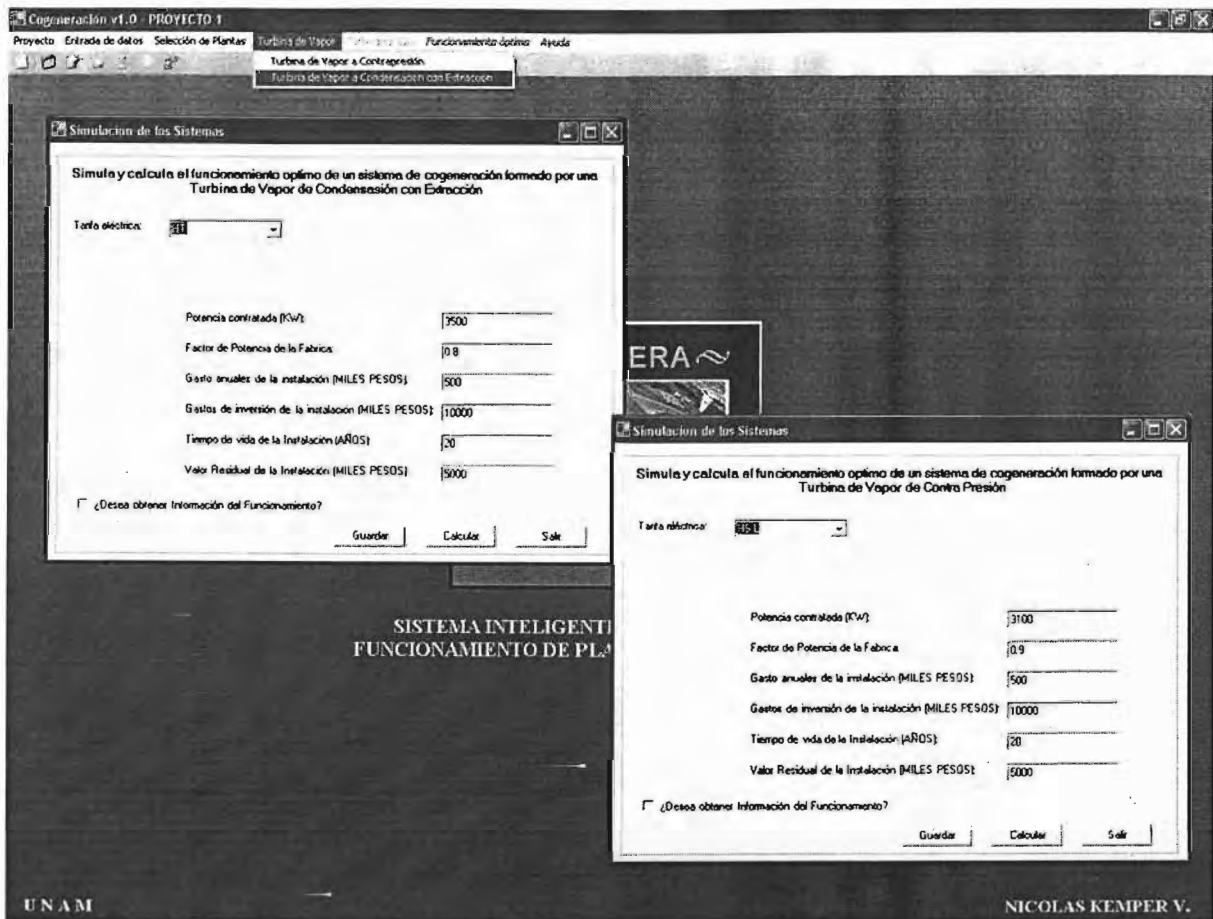 Cogeneración v1.0 - PROYECTO 1
Proyecto Entrada de datos Selección de Plantas Turbina de Vapor Funcionamiento óptimo Ayuda
Turbina de Vapor a Contrapresión
Turbina de Vapor a Condensación con Extracción
Simulacion de los Sistemas
Simula y calcula el funcionamiento optimo de un sistema de cogeneración formado por una
Turbina de Vapor de Condensasión con Extracción
Tarifa eléctrica:
Potencia contratada (KW):
3500
Factor de Potencia de la Fabrica:
0.8
Gasto anuales de la instalación (MILES PESOS):
500
Gastos de inversión de la instalación (MILES PESOS):
10000
Tiempo de vida de la Instalación (AÑOS):
20
Valor Residual de la Instalación (MILES PESOS):
5000
¿Desea obtener Información del Funcionamiento?
Guardar Calcular Salir
ERA
Simulacion de los Sistemas
Simula y calcula el funcionamiento optimo de un sistema de cogeneración formado por una
Turbina de Vapor de Contra Presión
Tarifa eléctrica:
Potencia contratada (KW):
3100
Factor de Potencia de la Fabrica:
0.9
Gasto anuales de la instalación (MILES PESOS):
500
Gastos de inversión de la instalación (MILES PESOS):
10000
Tiempo de vida de la Instalación (AÑOS):
20
Valor Residual de la Instalación (MILES PESOS):
5000
¿Desea obtener Información del Funcionamiento?
Guardar Calcular Salir
SISTEMA INTELIGENT
FUNCIONAMIENTO DE PLA
UNAM
NICOLAS KEMPER V.